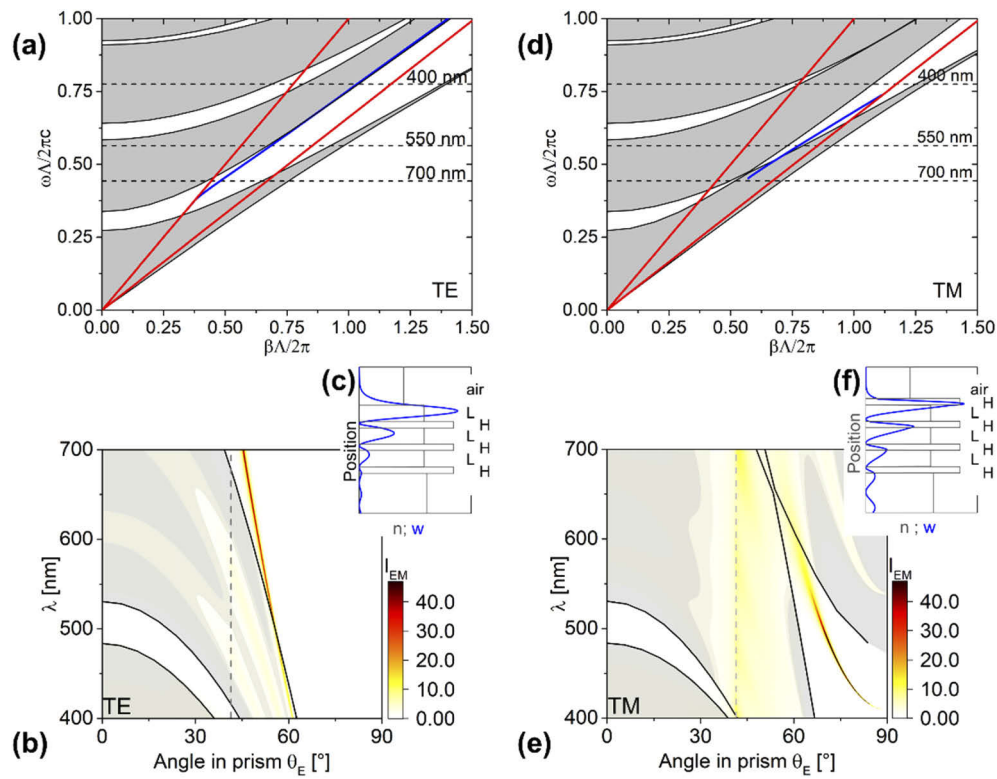 (a)
1.00
0.75
0.50
0.25
0.00
ωΛ/2πc
400 nm
550 nm
700 nm
TE
0.00 0.25 0.50 0.75 1.00 1.25 1.50
βΛ/2π
(d)
1.00
0.75
0.50
0.25
0.00
ωΛ/2πc
400 nm
550 nm
700 nm
TM
0.00 0.25 0.50 0.75 1.00 1.25 1.50
βΛ/2π
(c)
Position
air
L
H
L
H
L
H
n; w
(f)
Position
air
H
L
H
L
H
L
H
n; w
(b)
700
600
500
400
λ [nm]
TE
I_EM
40.0
30.0
20.0
10.0
0.00
0 30 60 90
Angle in prism θ_E [°]
(e)
700
600
500
400
λ [nm]
TM
I_EM
40.0
30.0
20.0
10.0
0.00
0 30 60 90
Angle in prism θ_E [°]